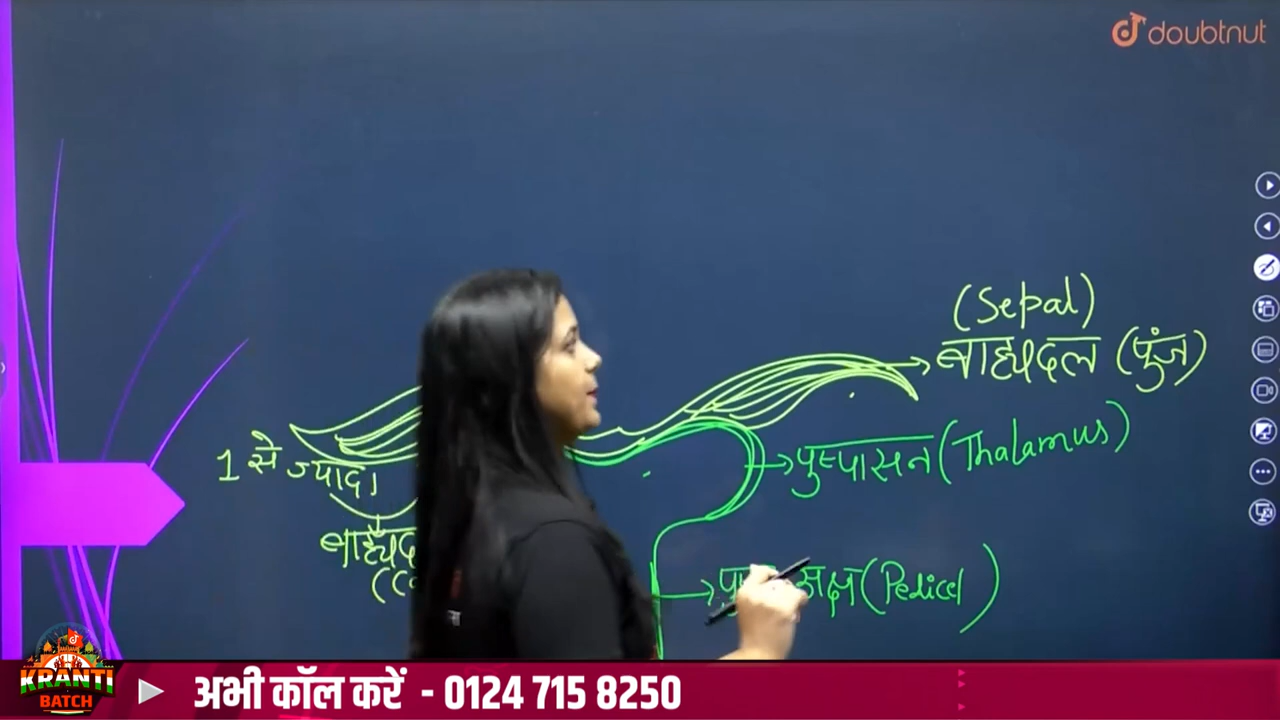 doubtnut
(Sepal)
बाह्यदल (पुंज)
पुष्पासन (Thalamus)
1 से ज्यादा
(Pedicel)
KRANTI
BATCH
अभी कॉल करें - 0124 715 8250